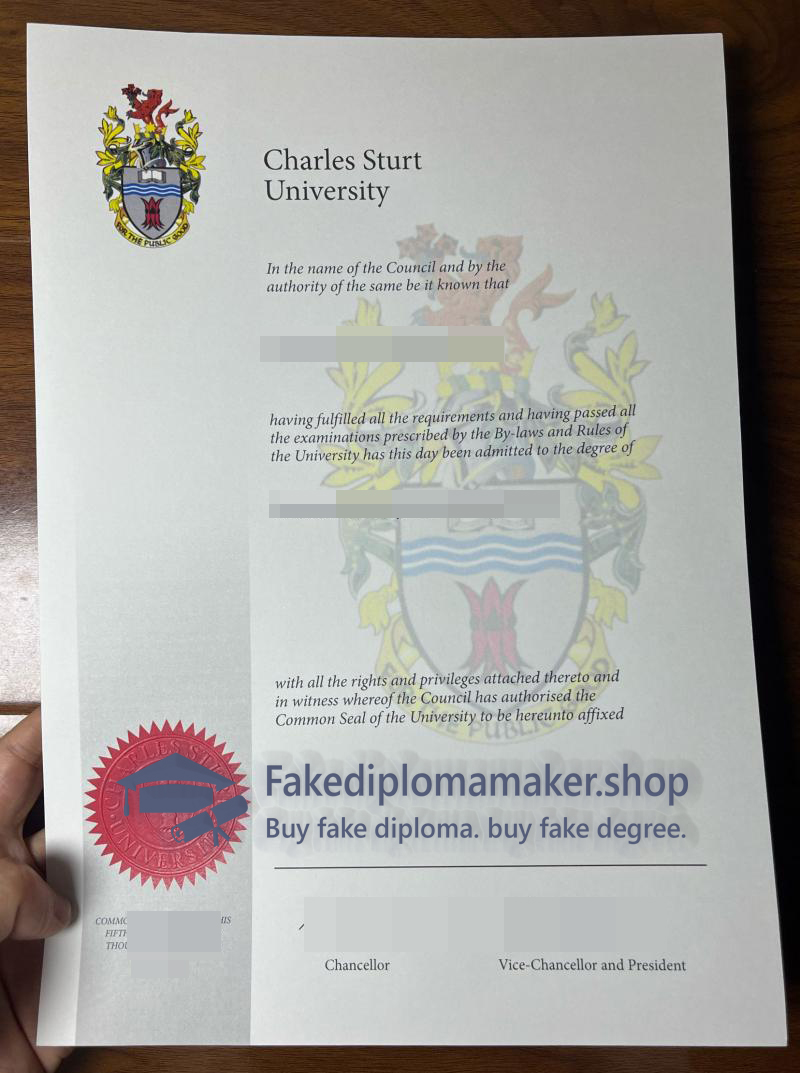 FOR THE PUBLIC GOOD
Charles Sturt
University
In the name of the Council and by the
authority of the same be it known that
having fulfilled all the requirements and having passed all
the examinations prescribed by the By-laws and Rules of
the University has this day been admitted to the degree of
with all the rights and privileges attached thereto and
in witness whereof the Council has authorised the
Common Seal of the University to be hereunto affixed
CHARLES STURT
UNIVERSITY
Fakediplomamaker.shop
Buy fake diploma. buy fake degree.
Chancellor
Vice-Chancellor and President